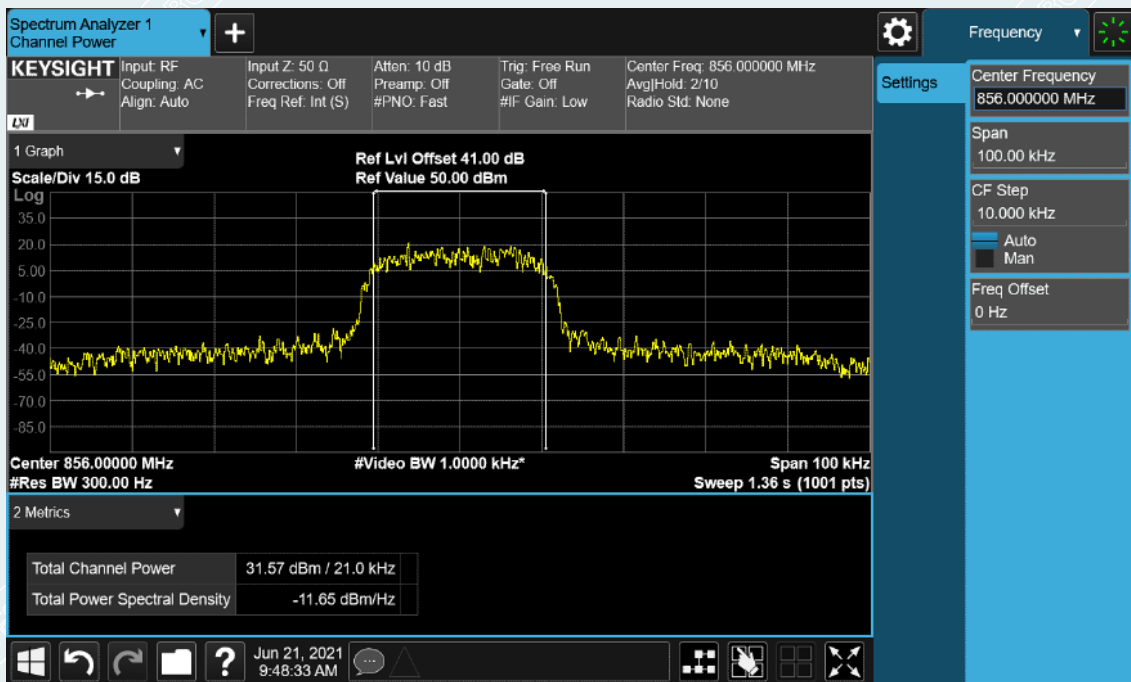 Spectrum Analyzer 1
Channel Power
+
Frequency
KEYSIGHT
LXI
Input: RF
Coupling: AC
Align: Auto
Input Z: 50 Ω
Corrections: Off
Freq Ref: Int (S)
Atten: 10 dB
Preamp: Off
#PNO: Fast
Trig: Free Run
Gate: Off
#IF Gain: Low
Center Freq: 856.000000 MHz
Avg|Hold: 2/10
Radio Std: None
Settings
Center Frequency
856.000000 MHz
Span
100.00 kHz
CF Step
10.000 kHz
Auto
Man
Freq Offset
0 Hz
1 Graph
Scale/Div 15.0 dB
Ref Lvl Offset 41.00 dB
Ref Value 50.00 dBm
Log
35.0
20.0
5.00
-10.0
-25.0
-40.0
-55.0
-70.0
-85.0
Center 856.00000 MHz
#Video BW 1.0000 kHz*
Span 100 kHz
#Res BW 300.00 Hz
Sweep 1.36 s (1001 pts)
2 Metrics
Total Channel Power 31.57 dBm / 21.0 kHz
Total Power Spectral Density -11.65 dBm/Hz
?
Jun 21, 2021
9:48:33 AM